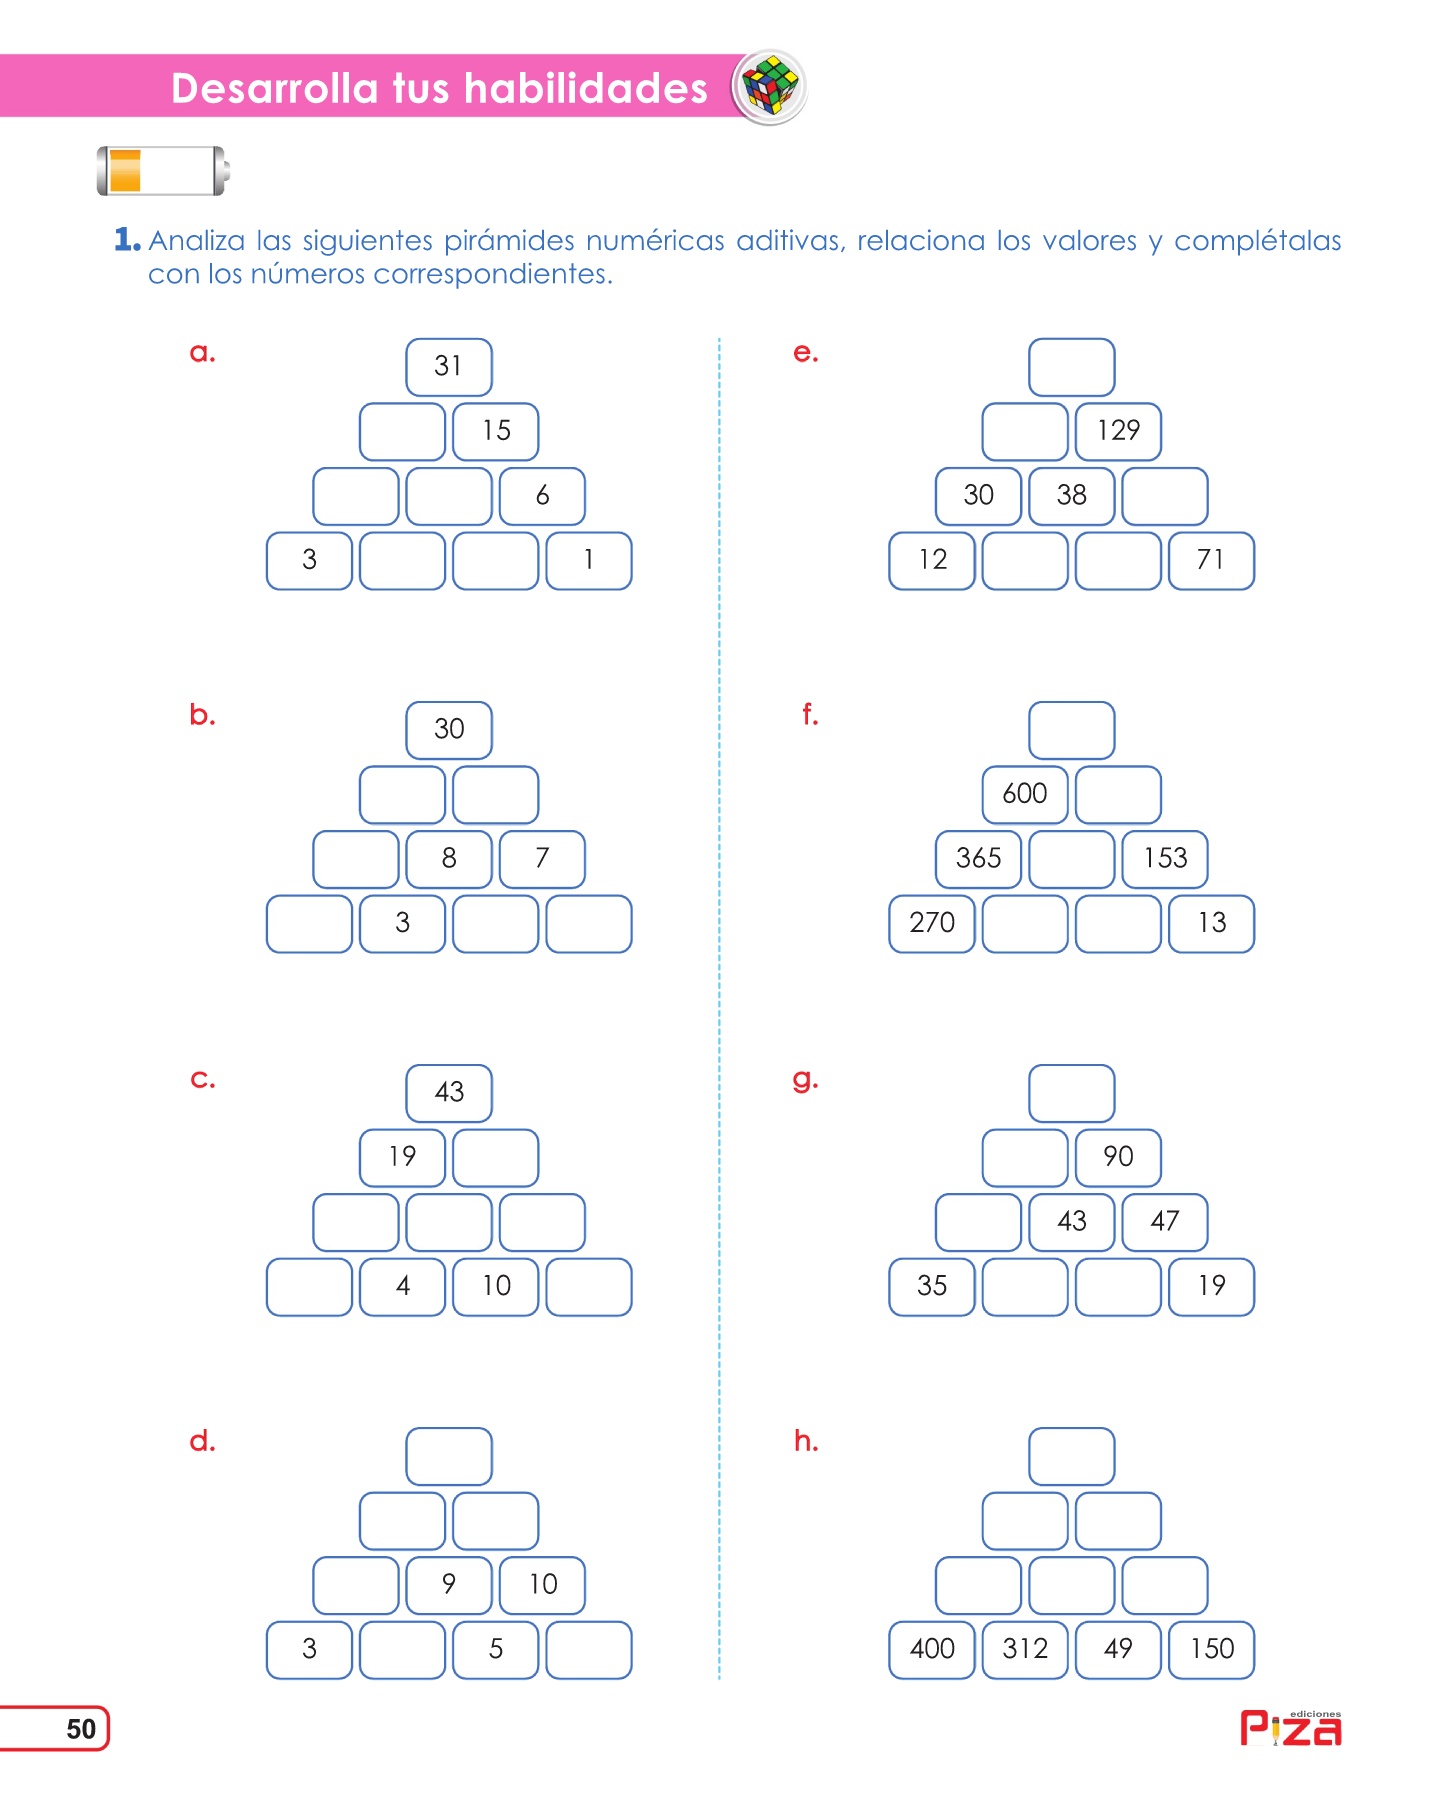 Desarrolla tus habilidades
1. Analiza las siguientes pirámides numéricas aditivas, relaciona los valores y complétalas
con los números correspondientes.
a.
31
15
6
3 1
b.
30
8 7
3
c.
43
19
4 10
d.
9 10
3 5
e.
129
30 38
12 71
f.
600
365 153
270 13
g.
90
43 47
35 19
h.
400 312 49 150
50
ediciones
Piza